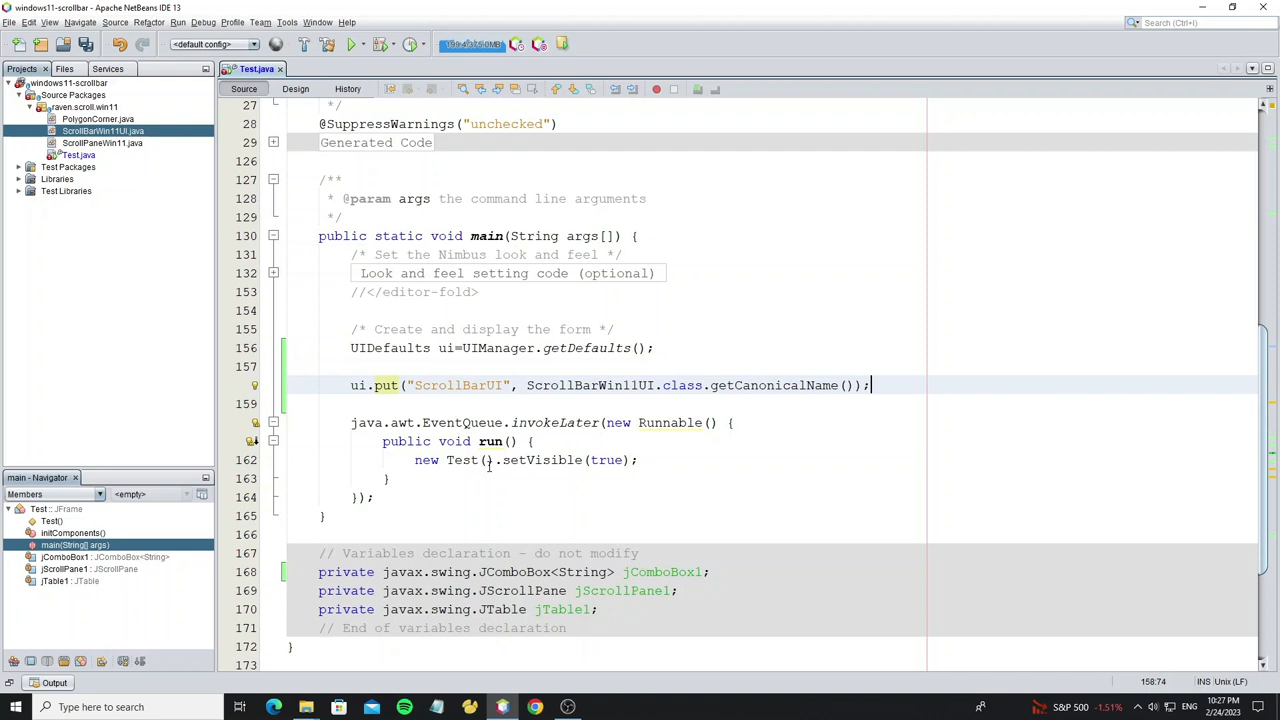 windows11-scrollbar - Apache NetBeans IDE 13
File Edit View Navigate Source Refactor Run Debug Profile Team Tools Window Help
Search (Ctrl+I)
<default config>
Projects Files Services
Test.java
Source Design History
windows11-scrollbar
Source Packages
raven.scroll.win11
PolygonCorner.java
ScrollBarWin11UI.java
ScrollPaneWin11.java
Test.java
Test Packages
Libraries
Test Libraries
27 */
28 @SuppressWarnings("unchecked")
29 Generated Code
126
127 /**
128 * @param args the command line arguments
129 */
130 public static void main(String args[]) {
131 /* Set the Nimbus look and feel */
132 Look and feel setting code (optional)
153 //</editor-fold>
154
155 /* Create and display the form */
156 UIDefaults ui=UIManager.getDefaults();
157
ui.put("ScrollBarUI", ScrollBarWin11UI.class.getCanonicalName());
159
java.awt.EventQueue.invokeLater(new Runnable() {
public void run() {
162 new Test().setVisible(true);
163 }
164 });
165 }
166
167 // Variables declaration - do not modify
168 private javax.swing.JComboBox<String> jComboBox1;
169 private javax.swing.JScrollPane jScrollPane1;
170 private javax.swing.JTable jTable1;
171 // End of variables declaration
172 }
173
main - Navigator
Members <empty>
Test :: JFrame
Test()
initComponents()
main(String[] args)
jComboBox1 : JComboBox<String>
jScrollPane1 : JScrollPane
jTable1 : JTable
Output
158:74 INS Unix (LF)
Type here to search
S&P 500 -1.51%
10:27 PM
2/24/2023